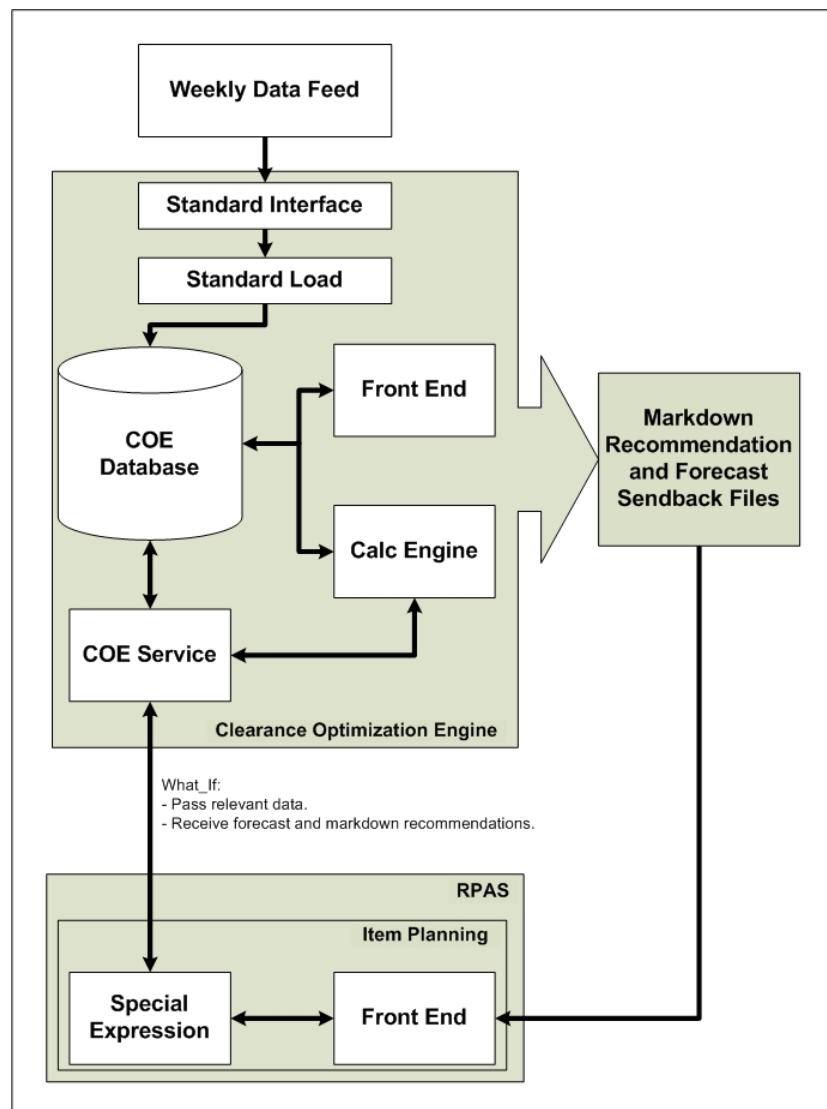 Weekly Data Feed
Standard Interface
Standard Load
COE
Database
Front End
Calc Engine
COE Service
Clearance Optimization Engine
Markdown
Recommendation
and Forecast
Sendback Files
What_If:
- Pass relevant data.
- Receive forecast and markdown recommendations.
RPAS
Item Planning
Special
Expression
Front End